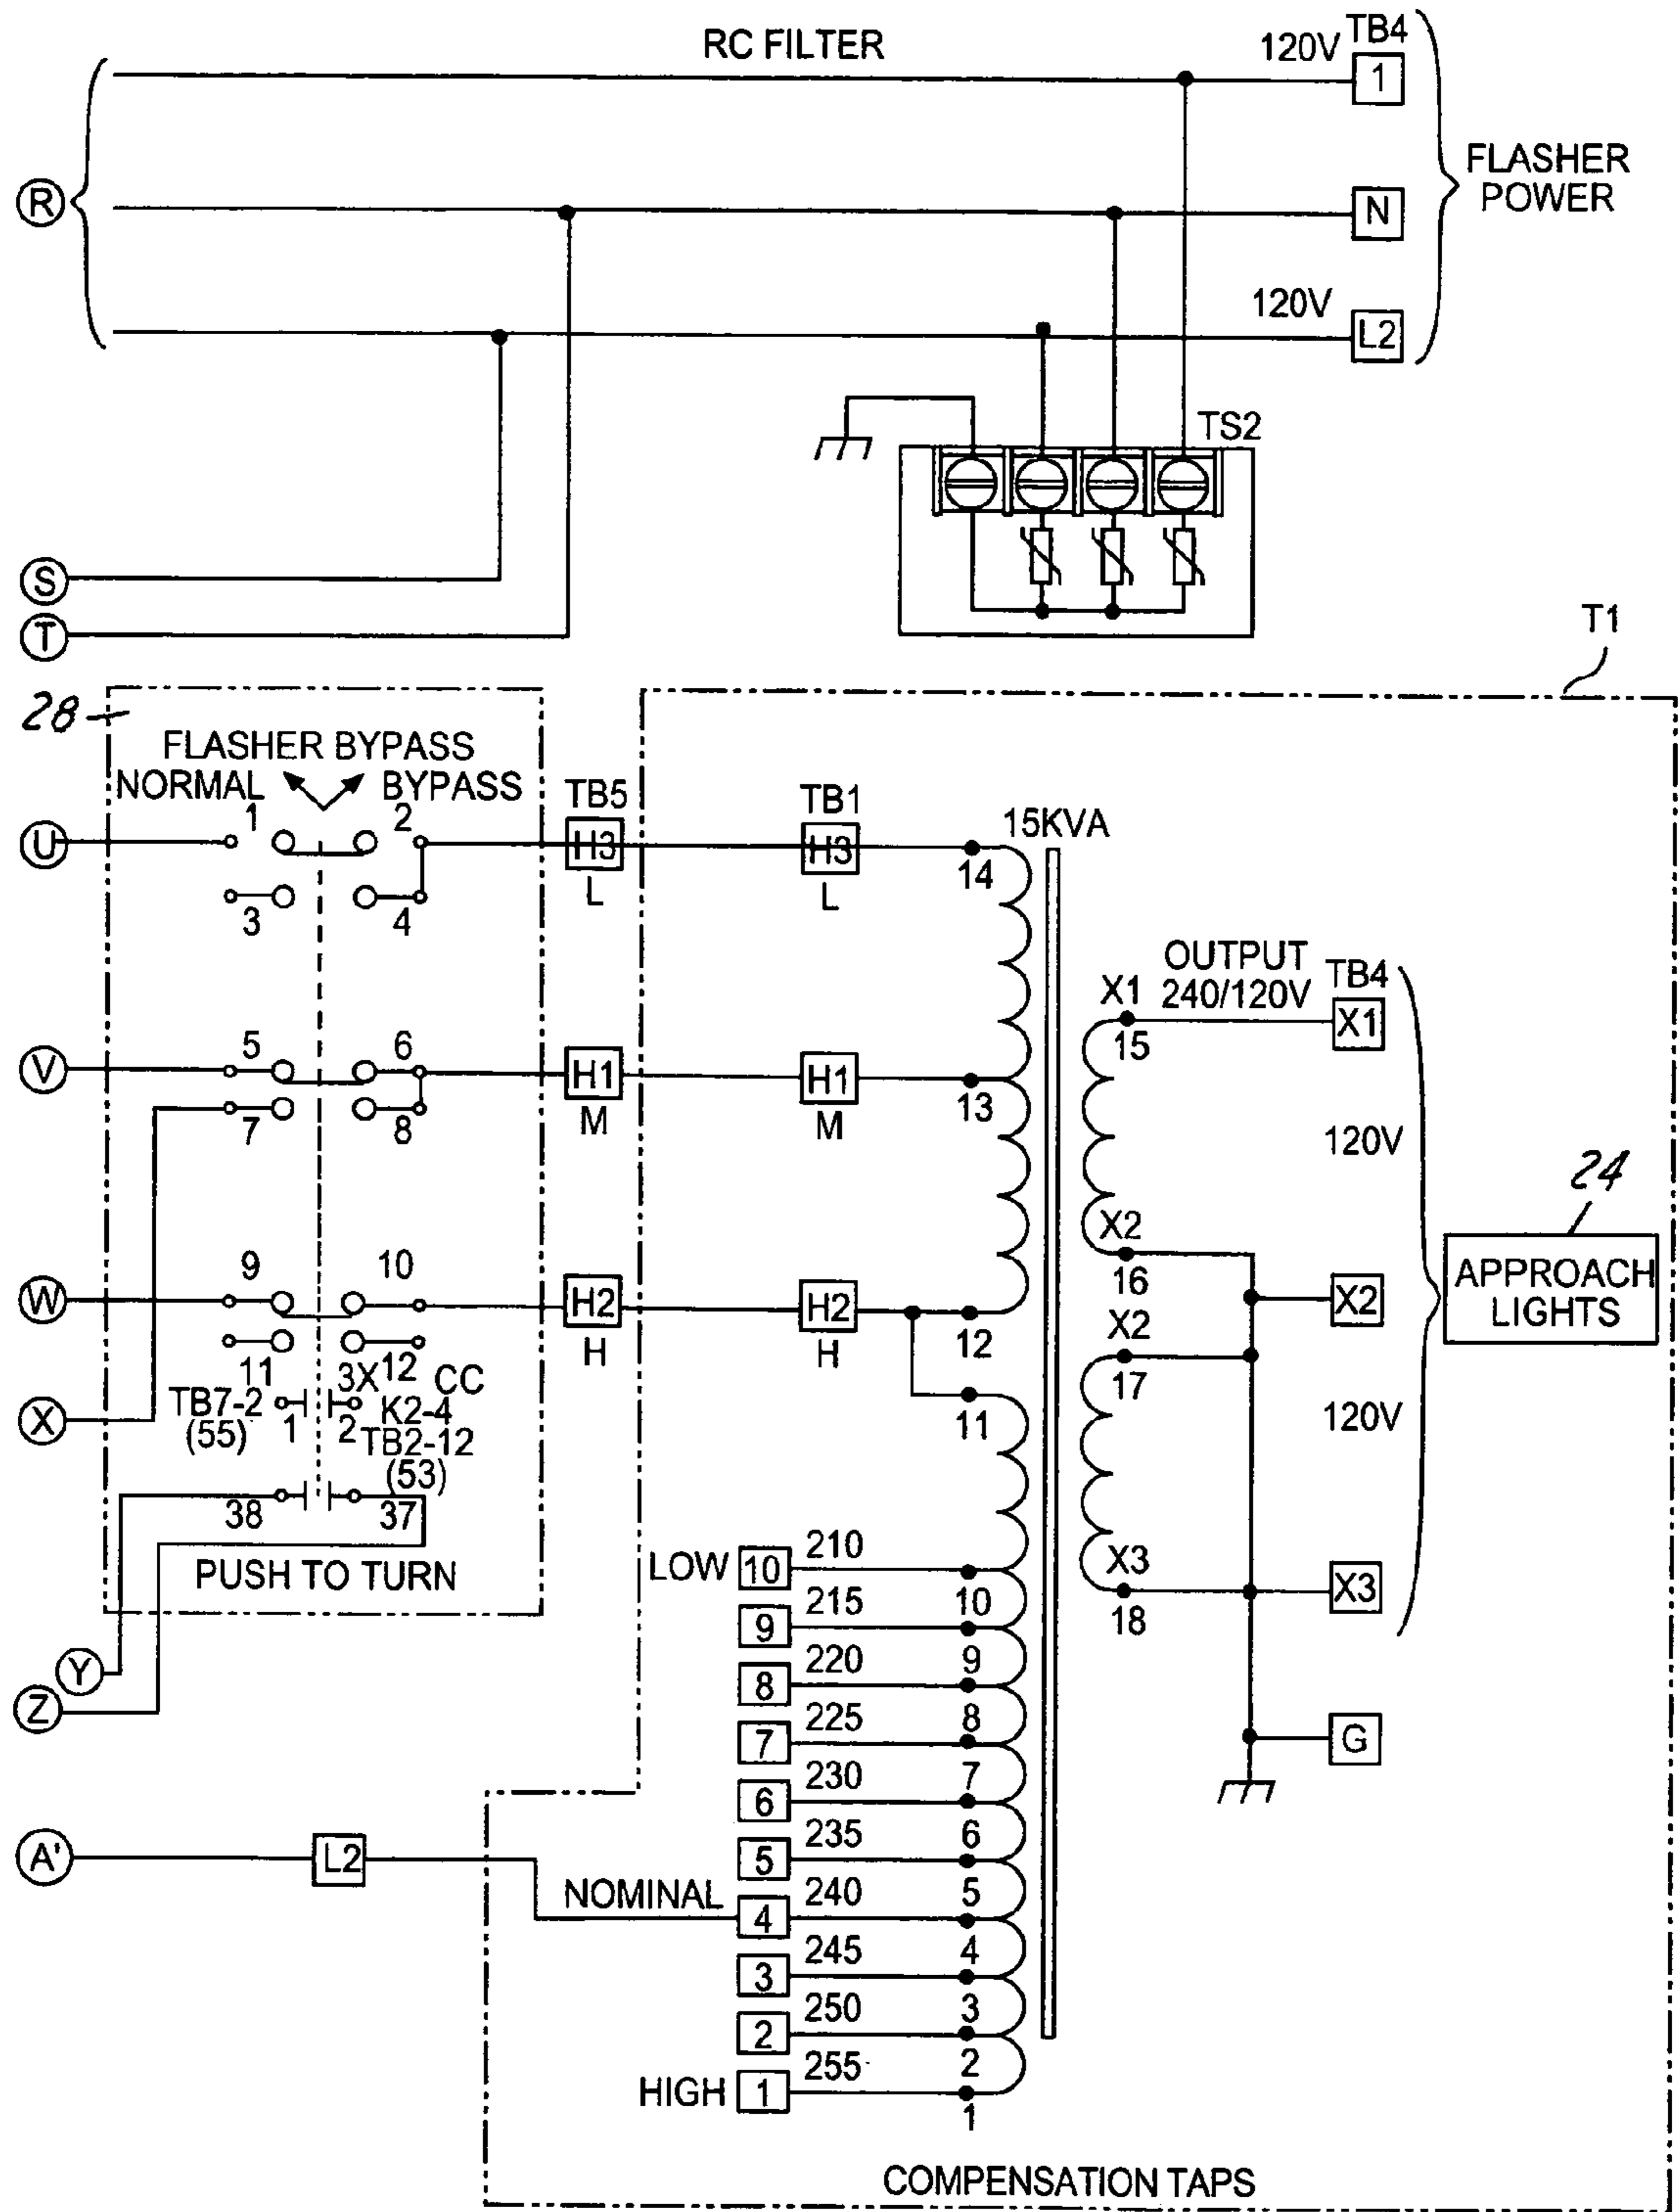 RC FILTER
120V
TB4
1
R
N
FLASHER
POWER
120V
L2
TS2
S
T
T1
28
FLASHER BYPASS
NORMAL
BYPASS
TB5
TB1
15KVA
U
1
2
H3
H3
14
3
4
L
L
OUTPUT
240/120V
TB4
X1
X1
15
V
5
6
H1
H1
13
7
8
M
M
120V
24
X2
16
W
9
10
H2
H2
X2
APPROACH
LIGHTS
11
3X
12
CC
H
H
12
X2
17
X
TB7-2
(55)
1
2
K2-4
TB2-12
(53)
11
120V
38
37
PUSH TO TURN
LOW
10
210
10
X3
18
X3
9
215
9
Y
8
220
8
Z
7
225
7
G
6
230
6
A'
L2
5
235
5
NOMINAL
4
240
4
3
245
3
2
250
2
HIGH
1
255
1
COMPENSATION TAPS